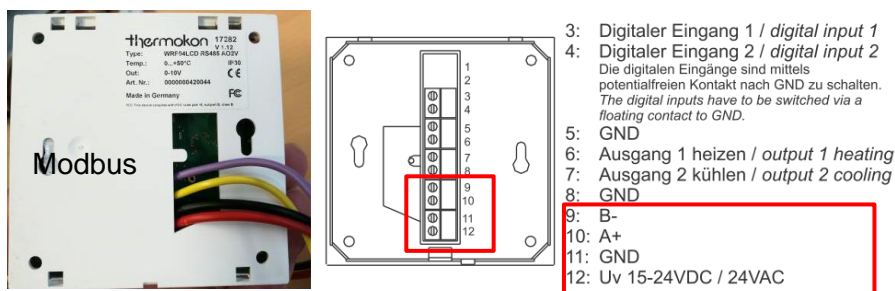 thermokon 17282
V 1.12
Type: WRF54LCD RS485 AO2V
Temp.: 0...+50°C IP30
Out: 0-10V CE
Art. Nr.: 0000000420044
Made in Germany FC
Modbus
1
2
3
4
5
6
7
8
9
10
11
12
3: Digitaler Eingang 1 / digital input 1
4: Digitaler Eingang 2 / digital input 2
Die digitalen Eingänge sind mittels
potentialfreien Kontakt nach GND zu schalten.
The digital inputs have to be switched via a
floating contact to GND.
5: GND
6: Ausgang 1 heizen / output 1 heating
7: Ausgang 2 kühlen / output 2 cooling
8: GND
9: B-
10: A+
11: GND
12: Uv 15-24VDC / 24VAC